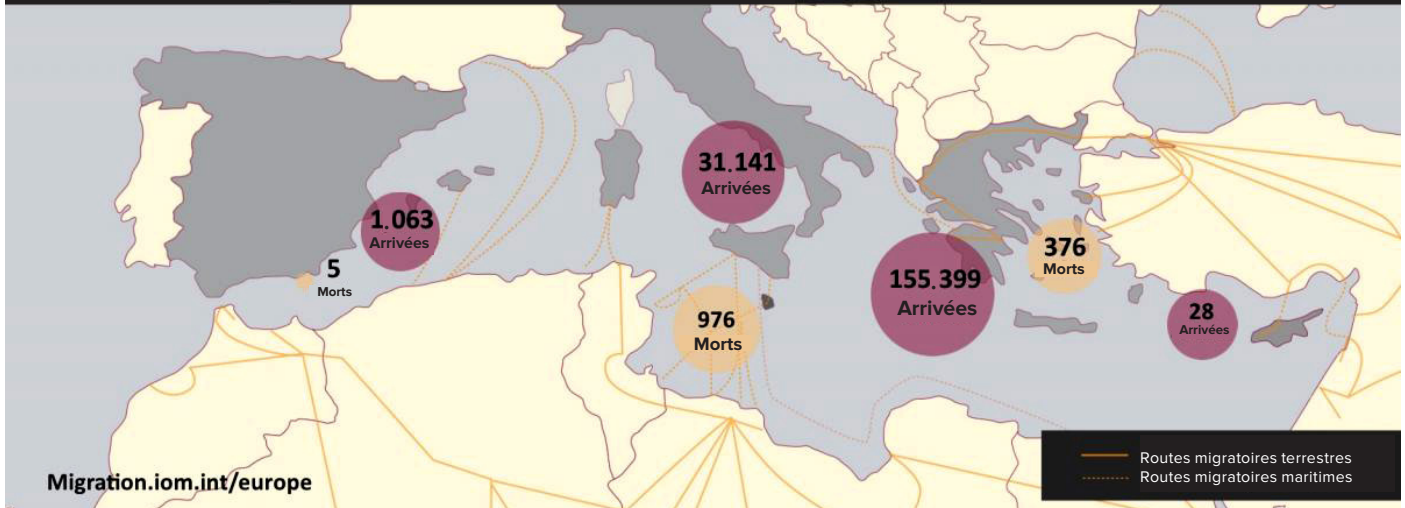 31.141
Arrivées
1.063
Arrivées
5
Morts
376
Morts
155.399
Arrivées
28
Arrivées
976
Morts
Routes migratoires terrestres
Routes migratoires maritimes
Migration.iom.int/europe